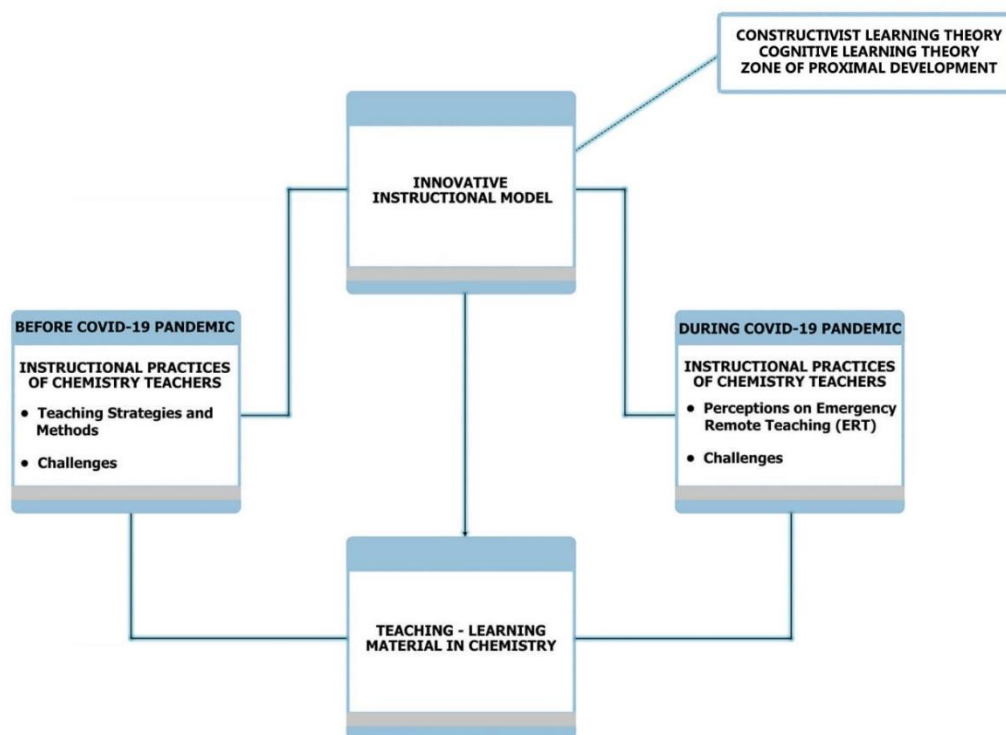 CONSTRUCTIVIST LEARNING THEORY
COGNITIVE LEARNING THEORY
ZONE OF PROXIMAL DEVELOPMENT
INNOVATIVE
INSTRUCTIONAL MODEL
BEFORE COVID-19 PANDEMIC
INSTRUCTIONAL PRACTICES
OF CHEMISTRY TEACHERS
• Teaching Strategies and
Methods
• Challenges
DURING COVID-19 PANDEMIC
INSTRUCTIONAL PRACTICES
OF CHEMISTRY TEACHERS
• Perceptions on Emergency
Remote Teaching (ERT)
• Challenges
TEACHING - LEARNING
MATERIAL IN CHEMISTRY